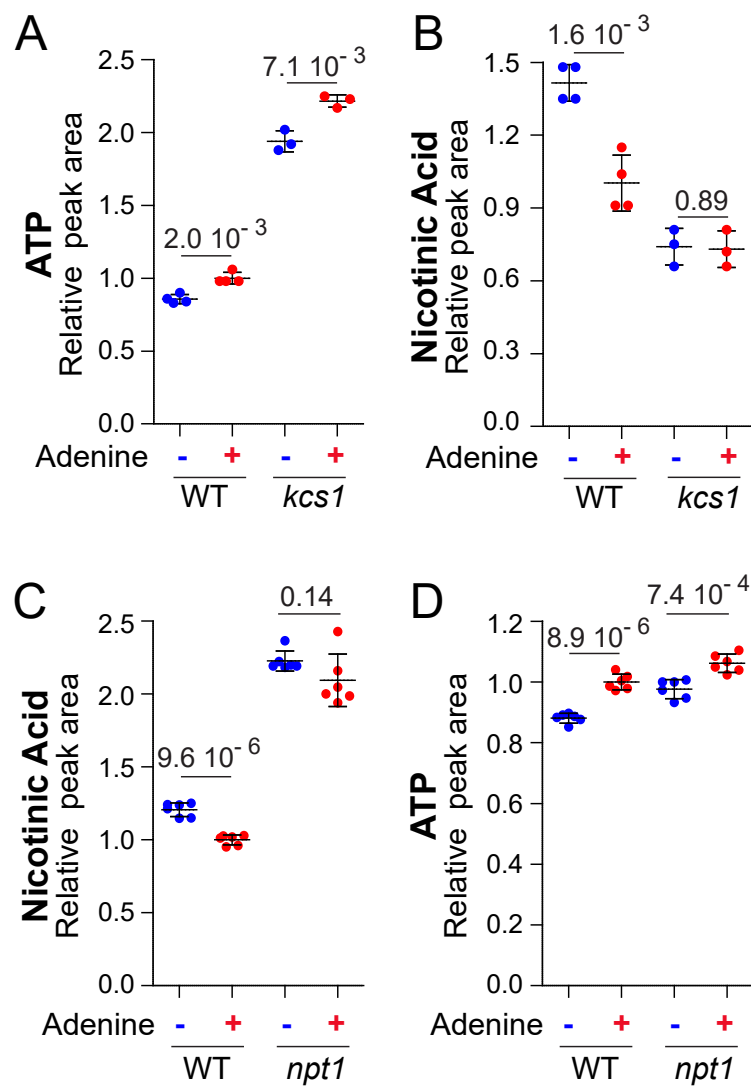 A
ATP
Relative peak area
2.5
2.0
1.5
1.0
0.5
0.0
2.0 10⁻³
7.1 10⁻³
Adenine - + - +
WT kcs1
B
Nicotinic Acid
Relative peak area
1.5
1.3
0.9
0.6
0.3
0.0
1.6 10⁻³
0.89
Adenine - + - +
WT kcs1
C
Nicotinic Acid
Relative peak area
2.5
2.0
1.5
1.0
0.5
0.0
9.6 10⁻⁶
0.14
Adenine - + - +
WT npt1
D
ATP
Relative peak area
1.2
1.0
0.8
0.6
0.4
0.2
0.0
8.9 10⁻⁶
7.4 10⁻⁴
Adenine - + - +
WT npt1